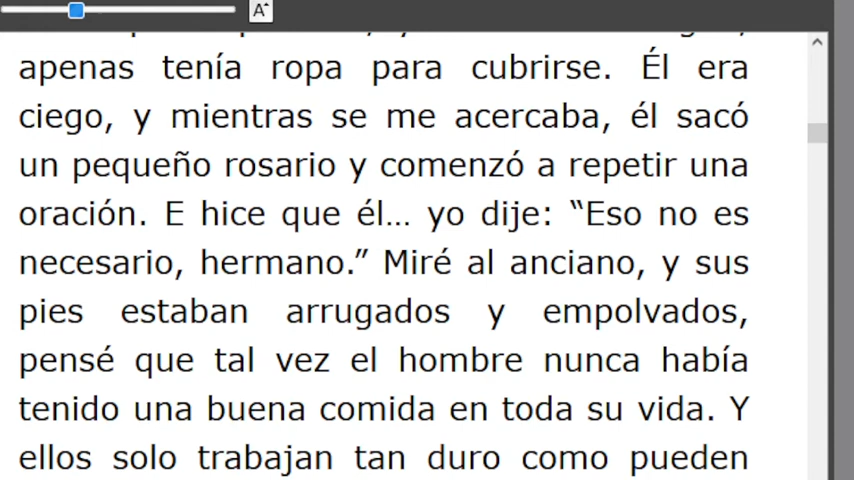 A
apenas tenía ropa para cubrirse. Él era
ciego, y mientras se me acercaba, él sacó
un pequeño rosario y comenzó a repetir una
oración. E hice que él… yo dije: “Eso no es
necesario, hermano.” Miré al anciano, y sus
pies estaban arrugados y empolvados,
pensé que tal vez el hombre nunca había
tenido una buena comida en toda su vida. Y
ellos solo trabajan tan duro como pueden